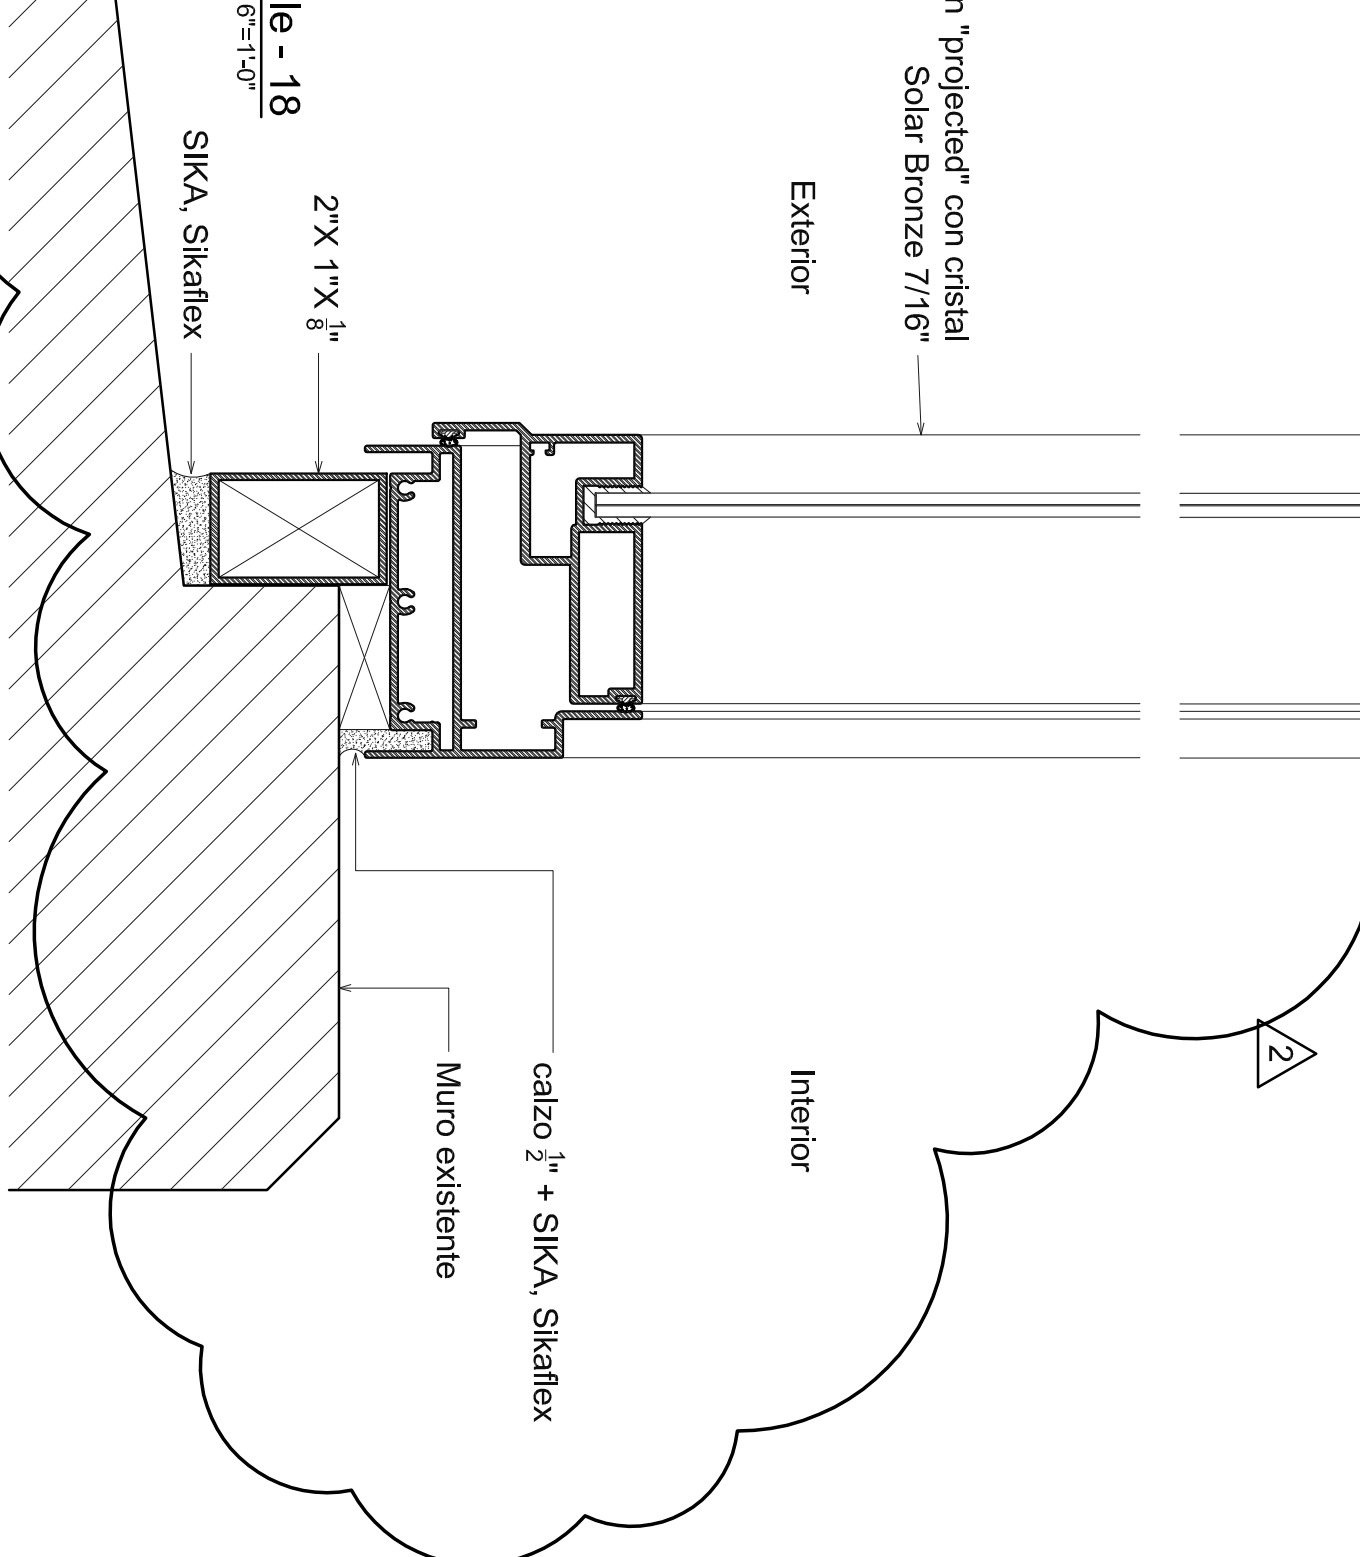 "projected" con cristal
Solar Bronze 7/16"
Exterior
Interior
2
2"X 1"X 1/8"
SIKA, Sikaflex
calzo 1/2" + SIKA, Sikaflex
Muro existente
le - 18
6"=1'-0"